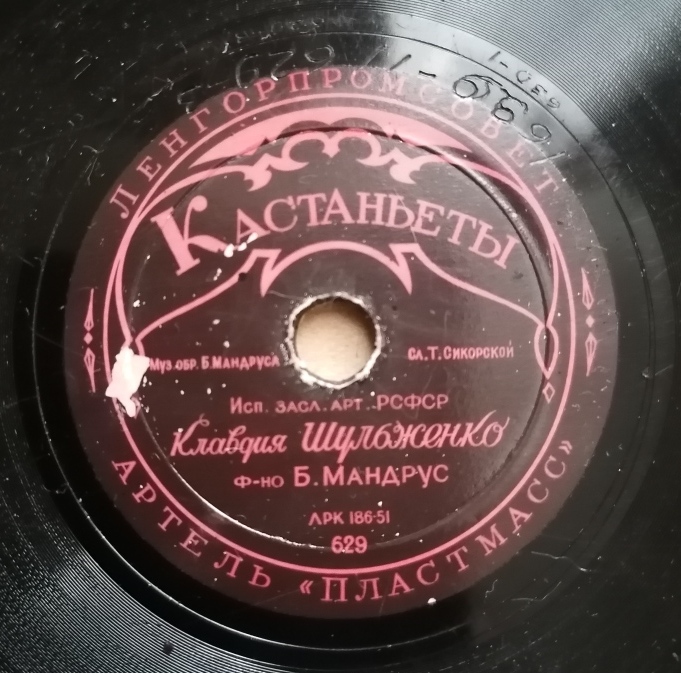 ЛЕНГОРПРОМСОВЕТ
КАСТАНЬЕТЫ
Муз. обр. Б. МАНДРУСА
сл. Т. Сикорской
Исп. засл. арт. РСФСР
Клавдия Шульженко
Ф-но Б. МАНДРУС
ЛРК 186-51
629
АРТЕЛЬ «ПЛАСТМАСС»